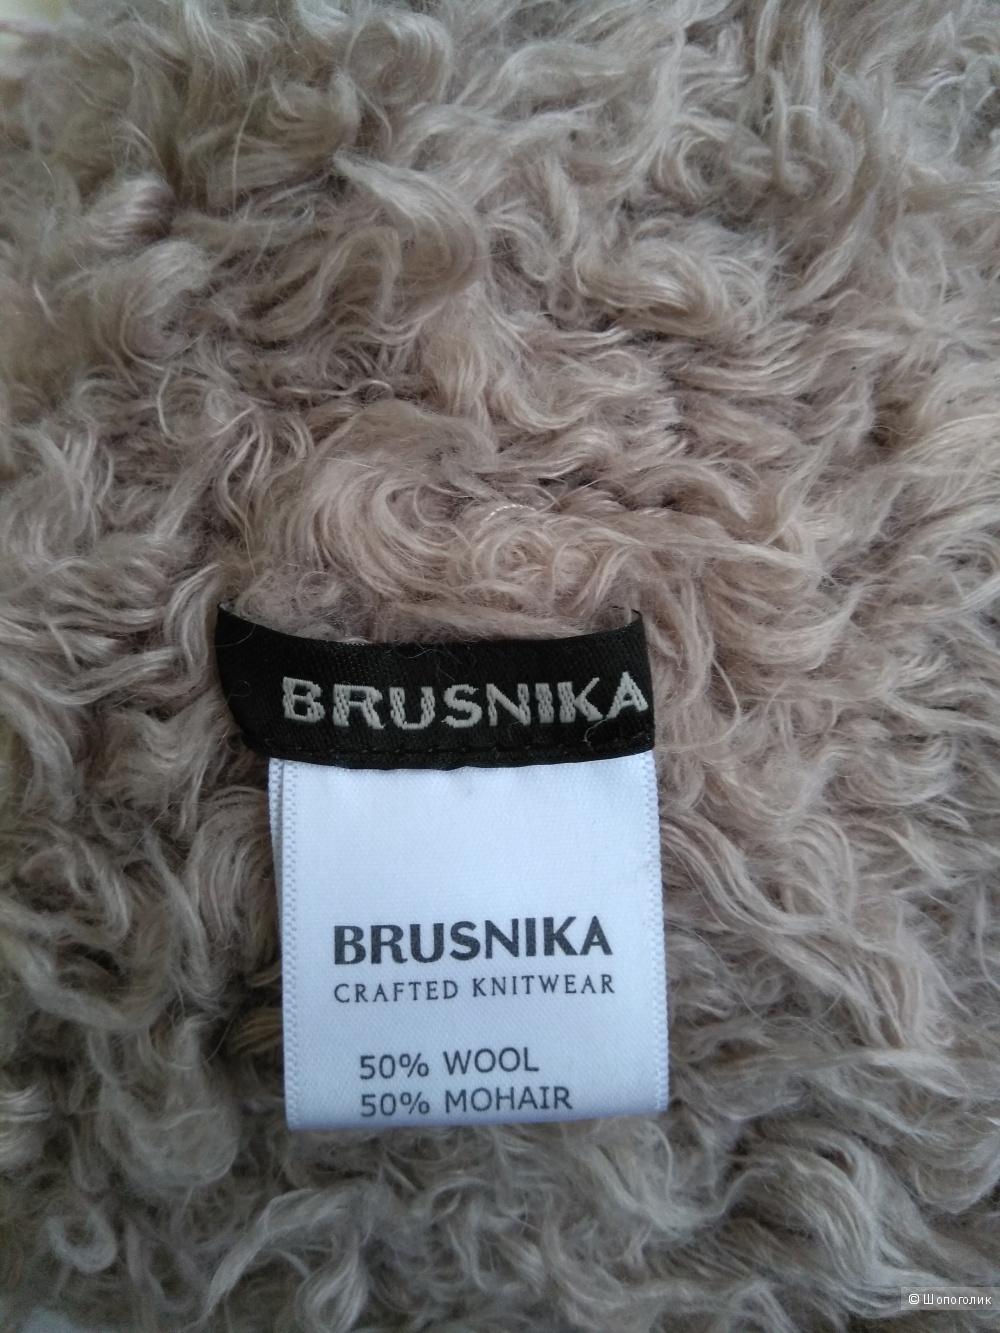 BRUSNIKA
BRUSNIKA
CRAFTED KNITWEAR
50% WOOL
50% MOHAIR
© Шопоголик